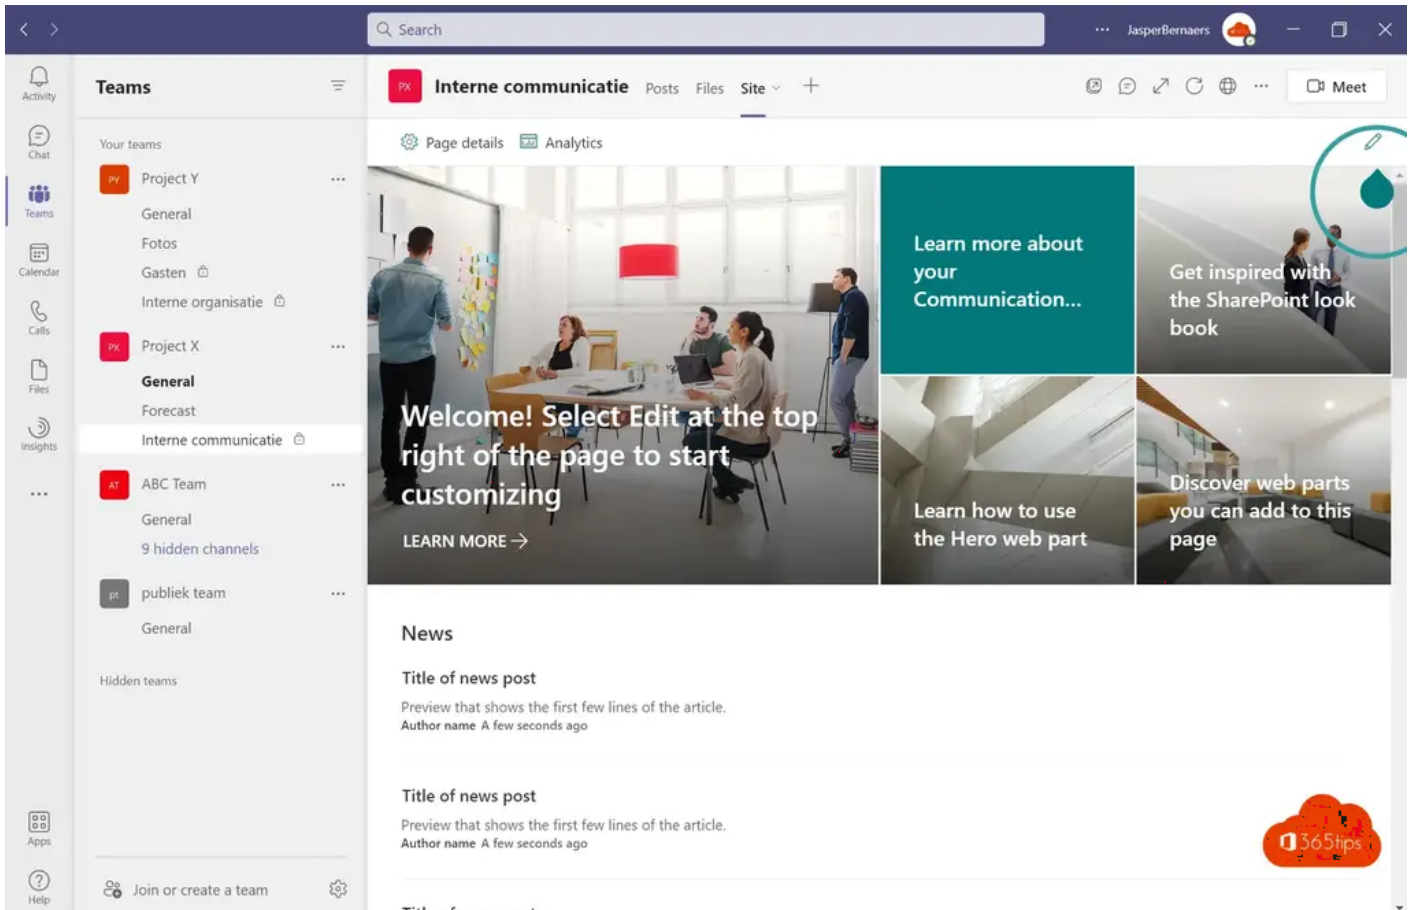 Search
JasperBernaers
Activity
Chat
Teams
Calendar
Calls
Files
Insights
Apps
Help
Teams
Your teams
PY Project Y
General
Fotos
Gasten
Interne organisatie
PX Project X
General
Forecast
Interne communicatie
AT ABC Team
General
9 hidden channels
pt publiek team
General
Hidden teams
Join or create a team
PX Interne communicatie Posts Files Site
Meet
Page details Analytics
Welcome! Select Edit at the top
right of the page to start
customizing
LEARN MORE
Learn more about
your
Communication...
Get inspired with
the SharePoint look
book
Learn how to use
the Hero web part
Discover web parts
you can add to this
page
News
Title of news post
Preview that shows the first few lines of the article.
Author name A few seconds ago
Title of news post
Preview that shows the first few lines of the article.
Author name A few seconds ago
365tips